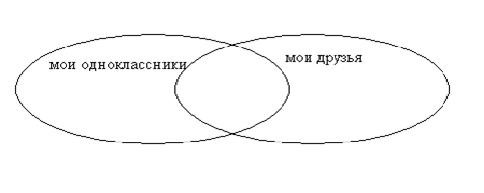 мои одноклассники
мои друзья